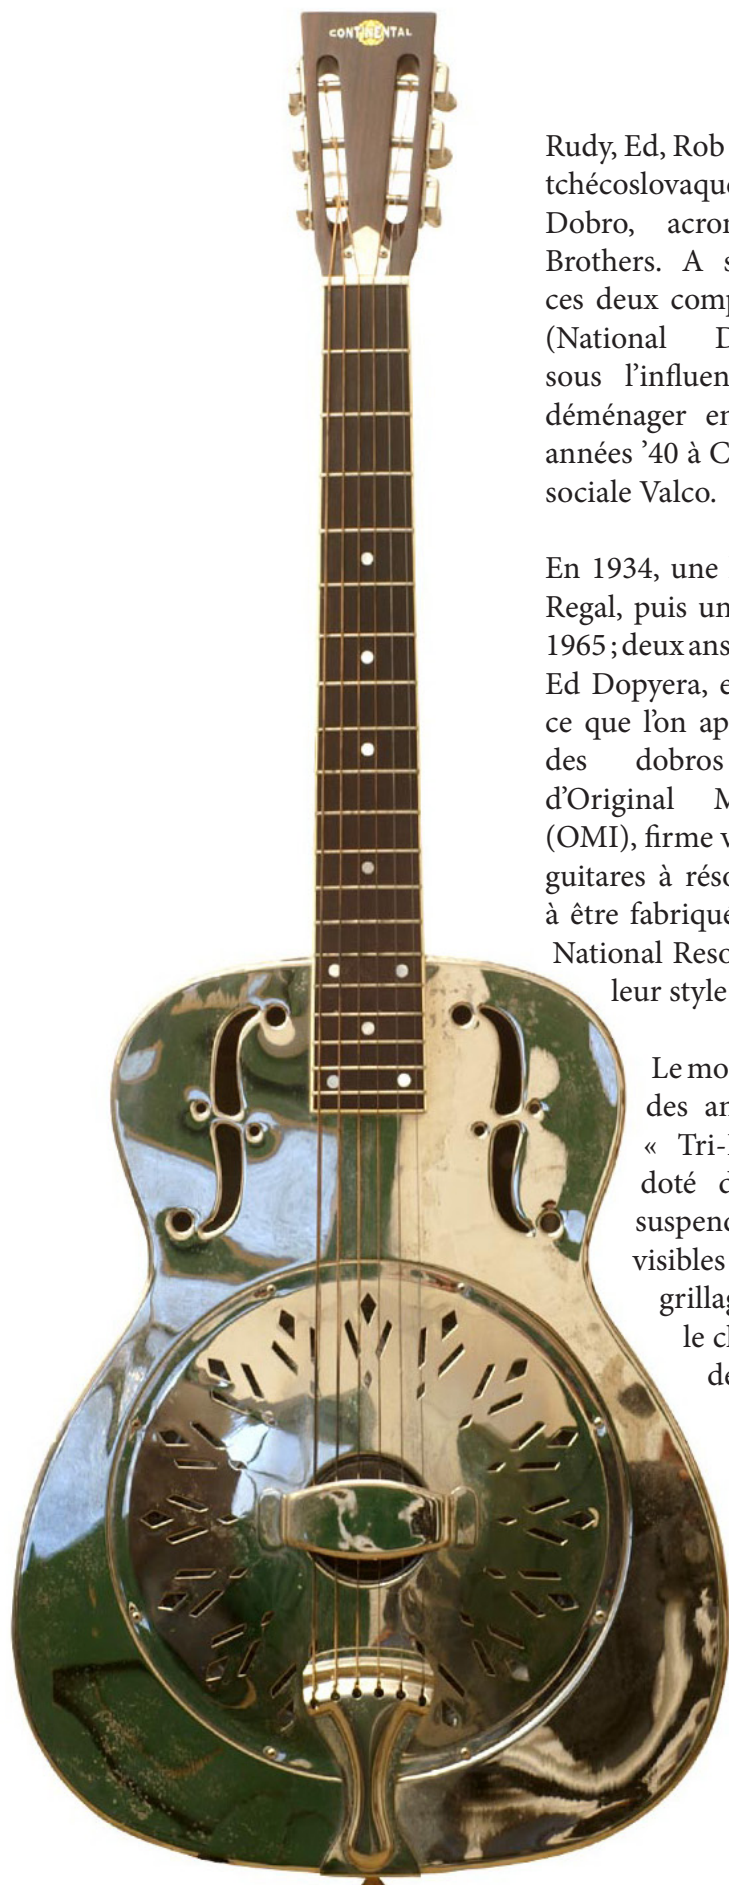 CONTINENTAL
Rudy, Ed, Rob
tchécoslovaque
Dobro, acron
Brothers. A s
ces deux comp
(National D
sous l’influen
déménager en
années ’40 à C
sociale Valco.
En 1934, une
Regal, puis un
1965 ; deux ans
Ed Dopyera, e
ce que l’on ap
des dobros
d’Original M
(OMI), firme v
guitares à réso
à être fabriqué
National Reso
leur style
Le mo
des an
« Tri-
doté d
suspend
visibles
grillag
le cl
de